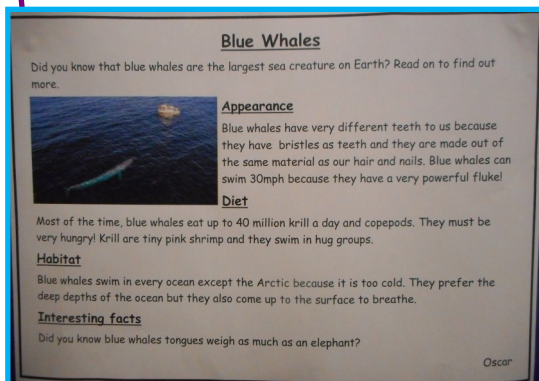 Blue Whales
Did you know that blue whales are the largest sea creature on Earth? Read on to find out
more.
Appearance
Blue whales have very different teeth to us because
they have bristles as teeth and they are made out of
the same material as our hair and nails. Blue whales can
swim 30mph because they have a very powerful fluke!
Diet
Most of the time, blue whales eat up to 40 million krill a day and copepods. They must be
very hungry! Krill are tiny pink shrimp and they swim in hug groups.
Habitat
Blue whales swim in every ocean except the Arctic because it is too cold. They prefer the
deep depths of the ocean but they also come up to the surface to breathe.
Interesting facts
Did you know blue whales tongues weigh as much as an elephant?
Oscar